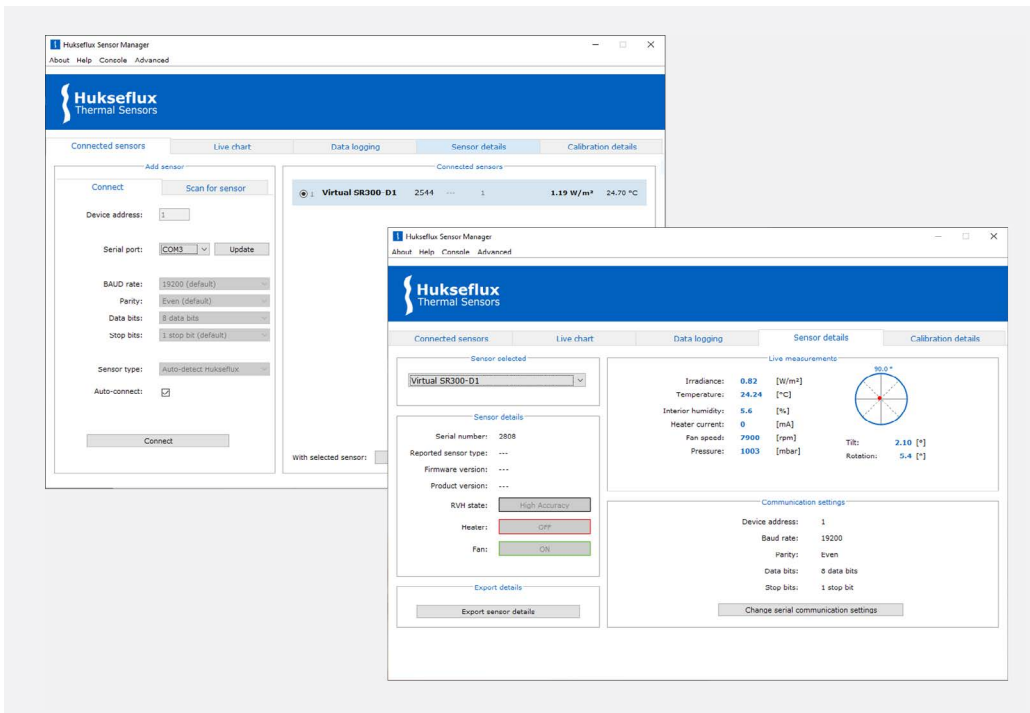 Hukseflux Sensor Manager
About Help Console Advanced
Hukseflux
Thermal Sensors
Connected sensors Live chart Data logging Sensor details Calibration details
Add sensor
Connect Scan for sensor
Device address: 1
Serial port: COM3 Update
BAUD rate: 19200 (default)
Parity: Even (default)
Data bits: 8 data bits
Stop bits: 1 stop bit (default)
Sensor type: Auto-detect Hukseflux
Auto-connect:
Connect
Connected sensors
Virtual SR300-D1 2544 --- 1 1.19 W/m² 24.70 °C
With selected sensor:
Hukseflux Sensor Manager
About Help Console Advanced
Hukseflux
Thermal Sensors
Connected sensors Live chart Data logging Sensor details Calibration details
Sensor selected
Virtual SR300-D1
Sensor details
Serial number: 2808
Reported sensor type: ---
Firmware version: ---
Product version: ---
RVH state: High Accuracy
Heater: OFF
Fan: ON
Export details
Export sensor details
Live measurements
Irradiance: 0.82 [W/m²]
Temperature: 24.24 [°C]
Interior humidity: 5.6 [%]
Heater current: 0 [mA]
Fan speed: 7900 [rpm]
Pressure: 1003 [mbar]
90.0 °
Tilt: 2.10 [°]
Rotation: 5.4 [°]
Communication settings
Device address: 1
Baud rate: 19200
Parity: Even
Data bits: 8 data bits
Stop bits: 1 stop bit
Change serial communication settings